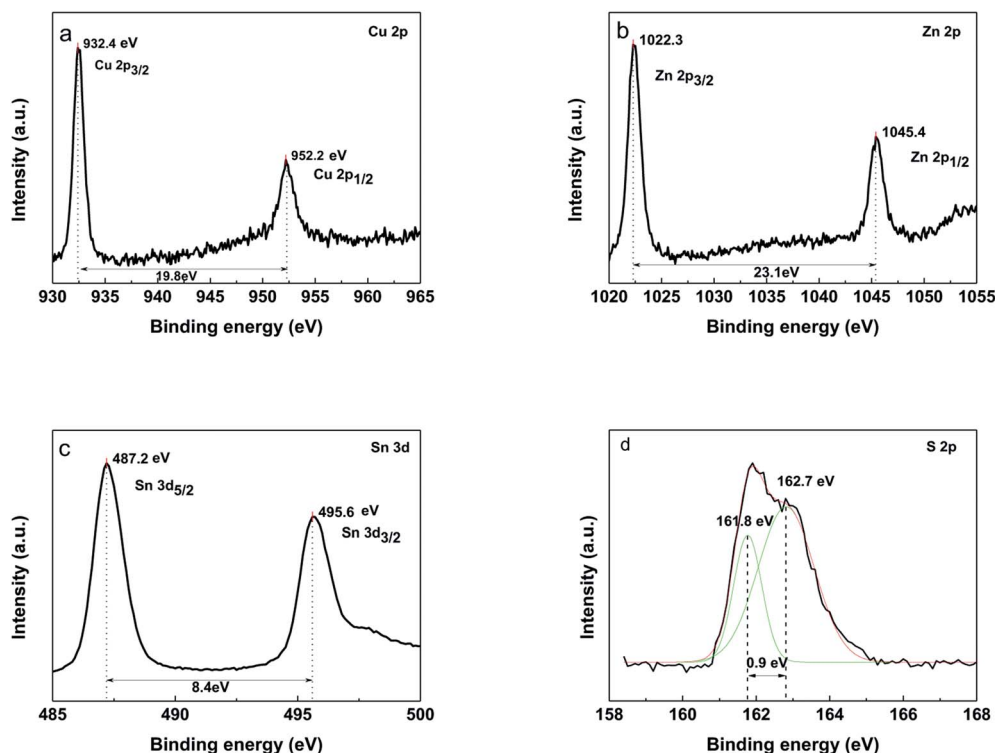 a
Cu 2p
932.4 eV
Cu 2p3/2
952.2 eV
Cu 2p1/2
19.8eV
930 935 940 945 950 955 960 965
Binding energy (eV)
Intensity (a.u.)
b
Zn 2p
1022.3
Zn 2p3/2
1045.4
Zn 2p1/2
23.1eV
1020 1025 1030 1035 1040 1045 1050 1055
Binding energy (eV)
Intensity (a.u.)
c
Sn 3d
487.2 eV
Sn 3d5/2
495.6 eV
Sn 3d3/2
8.4eV
485 490 495 500
Binding energy (eV)
Intensity (a.u.)
d
S 2p
162.7 eV
161.8 eV
0.9 eV
158 160 162 164 166 168
Binding energy (eV)
Intensity (a.u.)